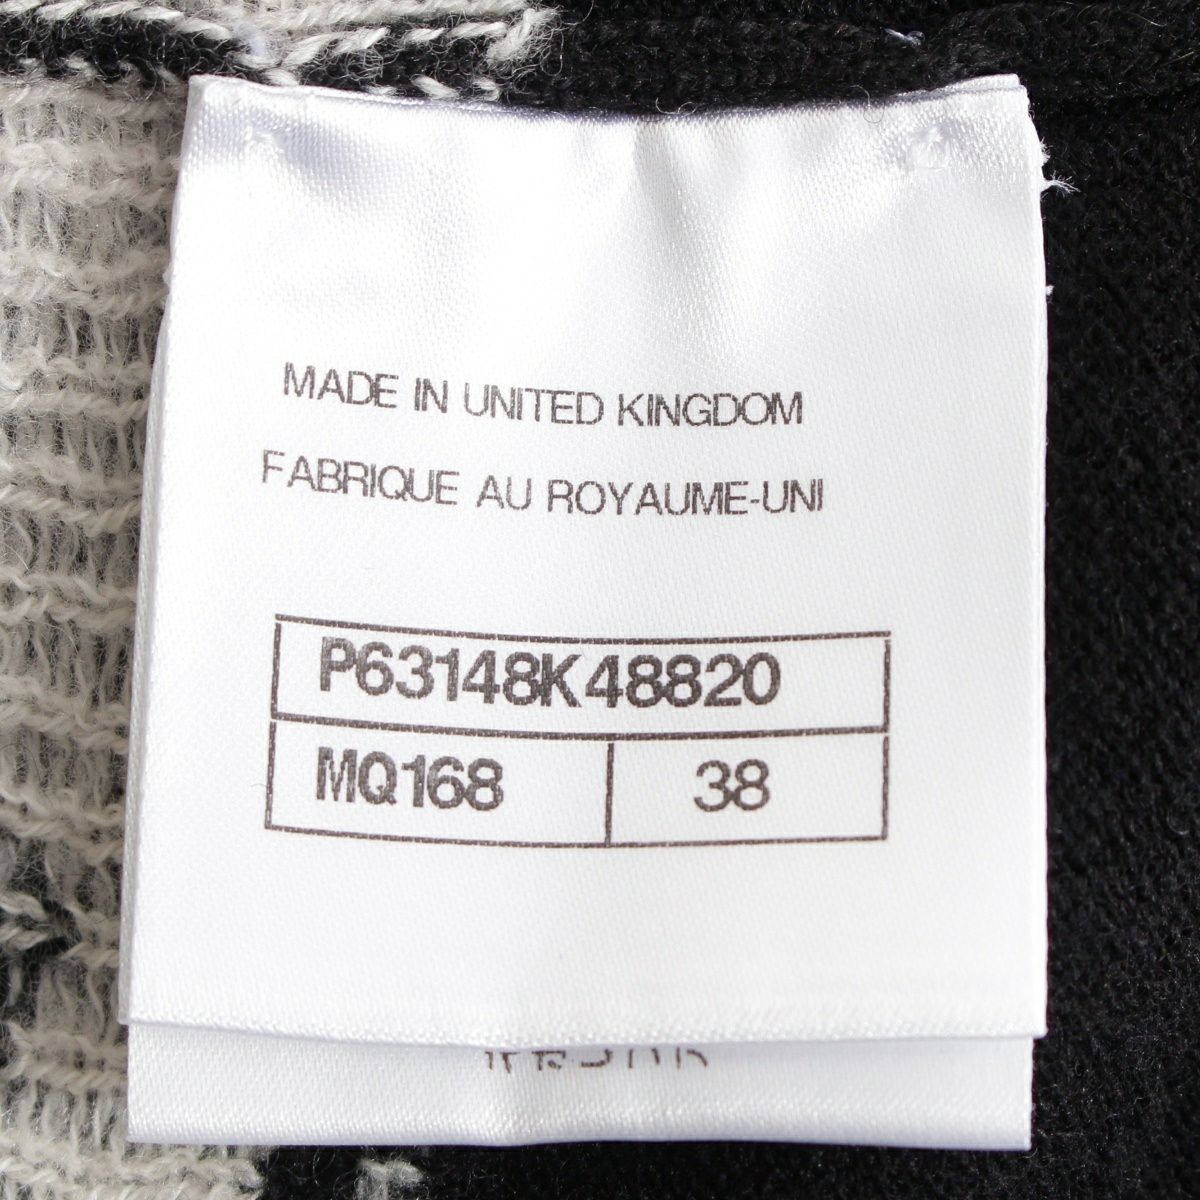 MADE IN UNITED KINGDOM
FABRIQUE AU ROYAUME-UNI
P63148K48820
MQ168 38